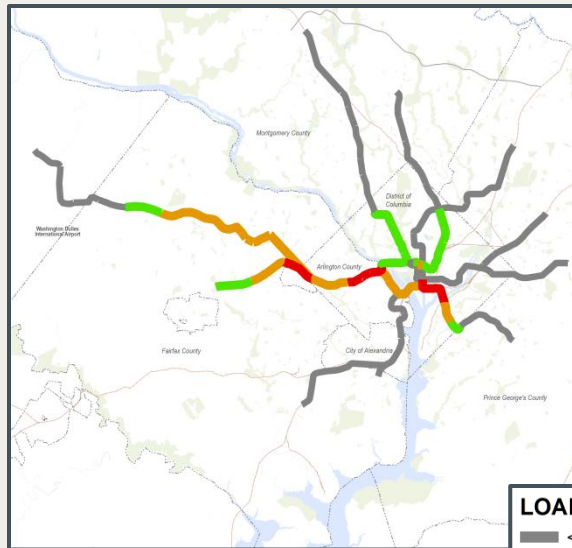 Montgomery County
District of
Columbia
Washington Dulles
International Airport
Arlington County
Fairfax County
City of Alexandria
Prince George's County
LOA
<